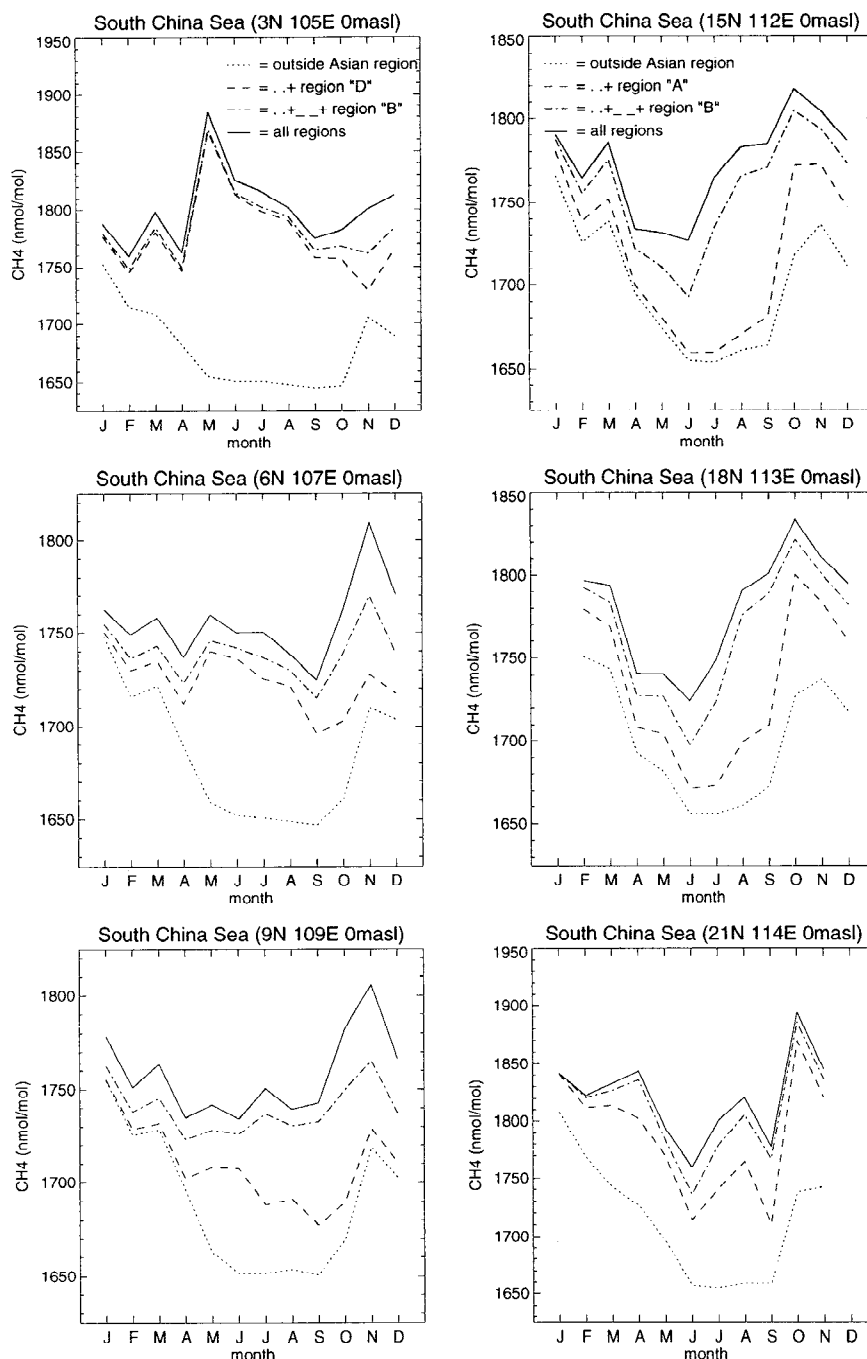 South China Sea (3N 105E 0masl)
1950
1900
1850
1800
1750
1700
1650
CH4 (nmol/mol)
= outside Asian region
= ..+ region "D"
= ..+_ _+ region "B"
= all regions
J F M A M J J A S O N D
month
South China Sea (15N 112E 0masl)
1850
1800
1750
1700
1650
CH4 (nmol/mol)
= outside Asian region
= ..+ region "A"
= ..+_ _+ region "B"
= all regions
J F M A M J J A S O N D
month
South China Sea (6N 107E 0masl)
1800
1750
1700
1650
CH4 (nmol/mol)
J F M A M J J A S O N D
month
South China Sea (18N 113E 0masl)
1850
1800
1750
1700
1650
CH4 (nmol/mol)
J F M A M J J A S O N D
month
South China Sea (9N 109E 0masl)
1800
1750
1700
1650
CH4 (nmol/mol)
J F M A M J J A S O N D
month
South China Sea (21N 114E 0masl)
1950
1900
1850
1800
1750
1700
1650
CH4 (nmol/mol)
J F M A M J J A S O N D
month